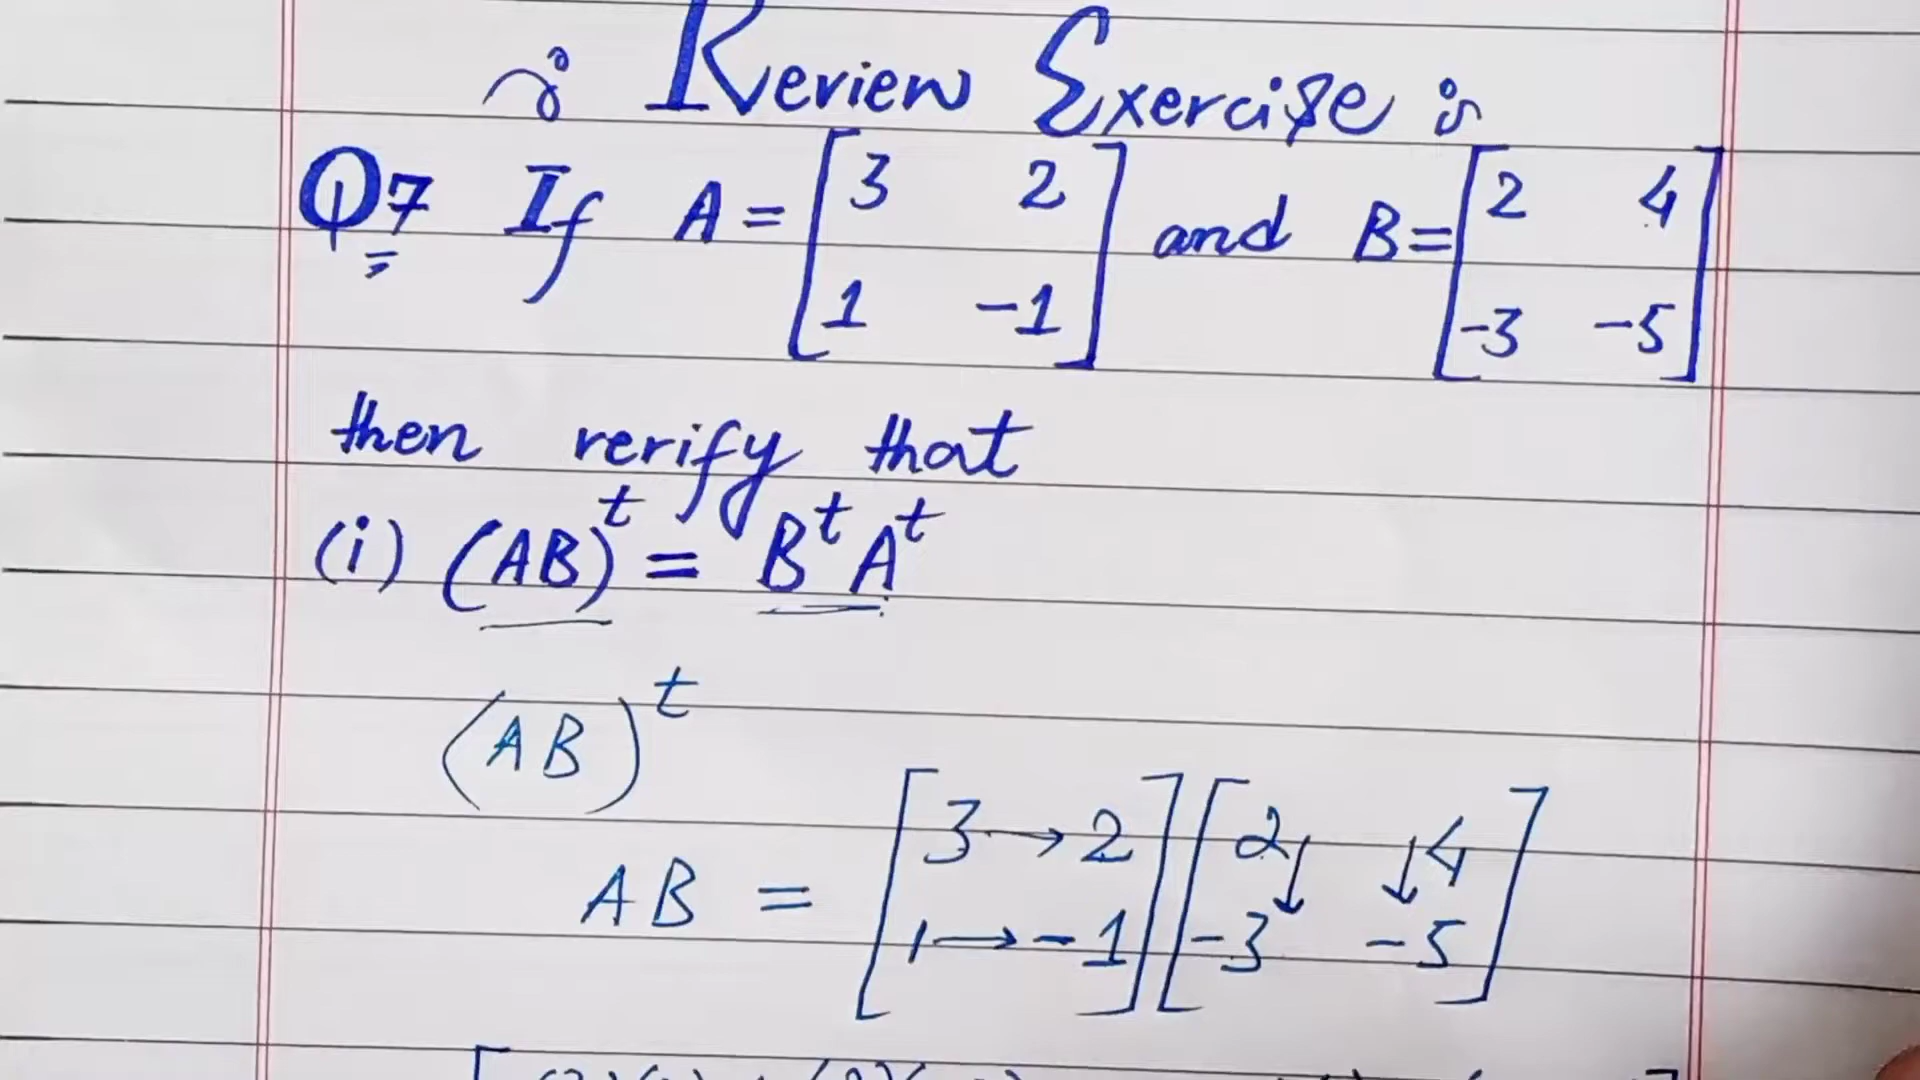 Review Exercise
Q7 If A = [3 2 and B = [2 4
1 -1] -3 -5]
then verify that
(i) (AB)^t = B^t A^t
(AB)^t
AB = [3 → 2] [2 ↓ ↓ 4]
[1 → -1] [-3 -5]